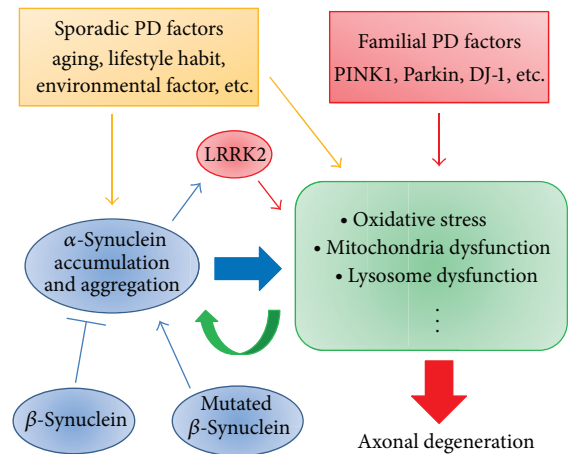 Sporadic PD factors
aging, lifestyle habit,
environmental factor, etc.
Familial PD factors
PINK1, Parkin, DJ-1, etc.
LRRK2
α-Synuclein
accumulation
and aggregation
• Oxidative stress
• Mitochondria dysfunction
• Lysosome dysfunction
⋮
β-Synuclein
Mutated
β-Synuclein
Axonal degeneration